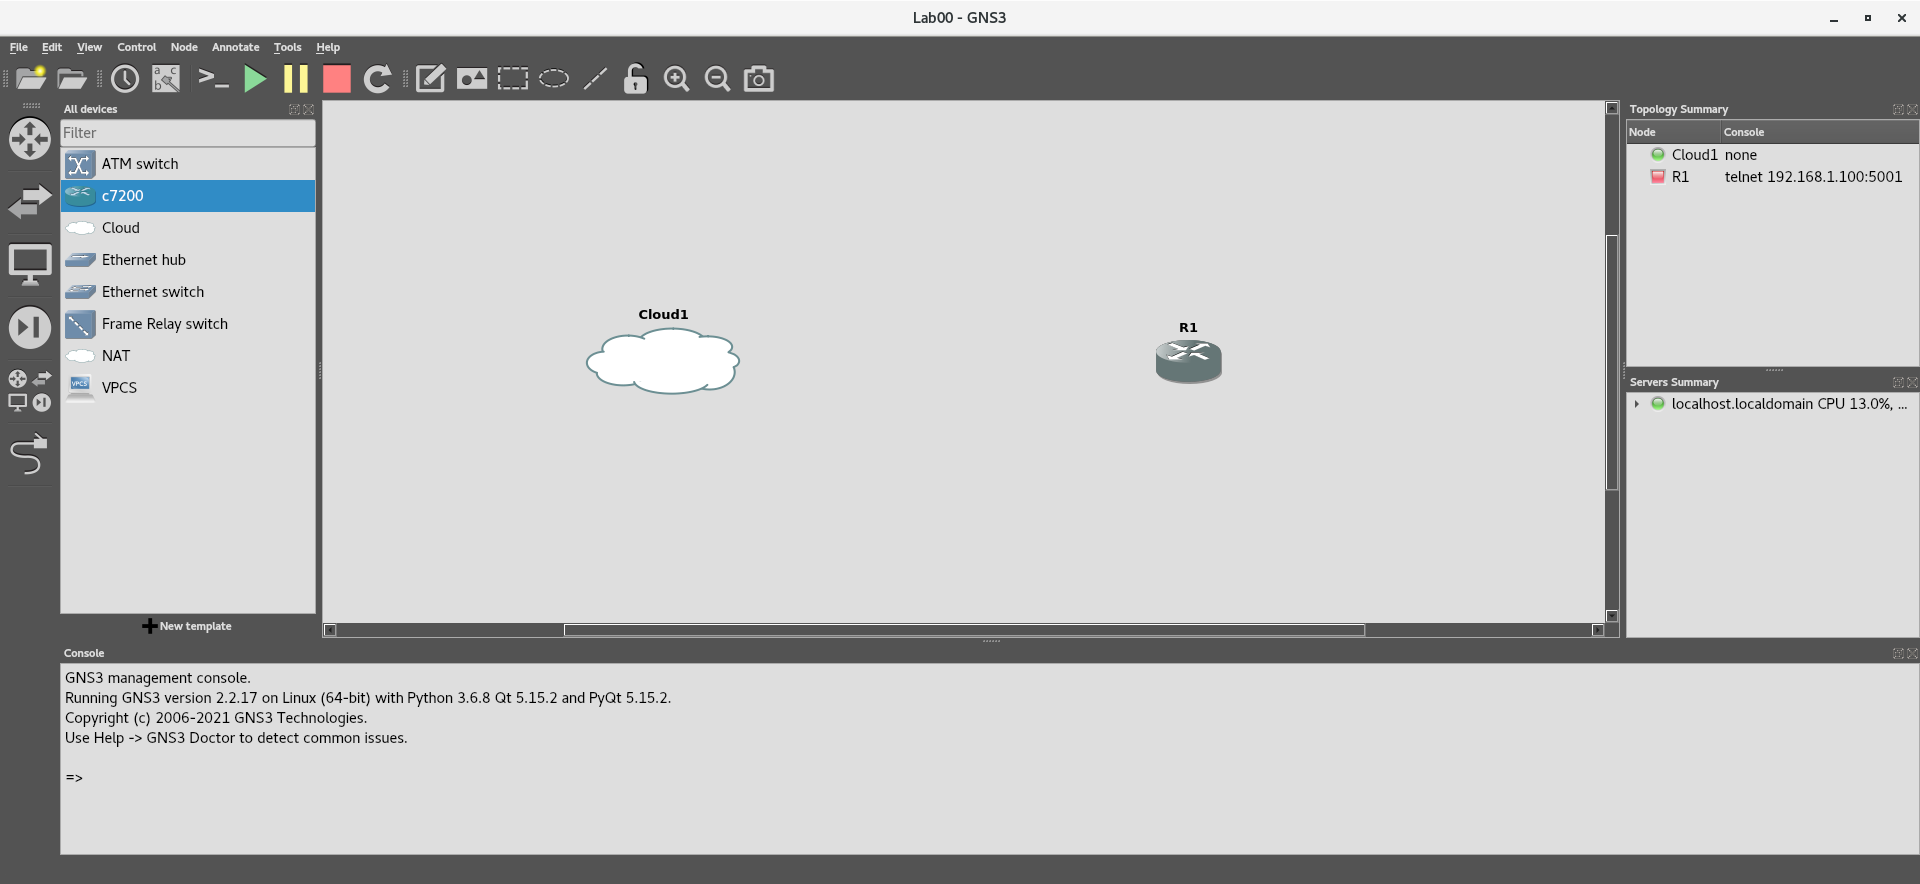 Lab00 - GNS3
File Edit View Control Node Annotate Tools Help
All devices
Filter
ATM switch
c7200
Cloud
Ethernet hub
Ethernet switch
Frame Relay switch
NAT
VPCS
VPCS
New template
Cloud1
R1
Topology Summary
Node Console
Cloud1 none
R1 telnet 192.168.1.100:5001
Servers Summary
localhost.localdomain CPU 13.0%, ...
Console
GNS3 management console.
Running GNS3 version 2.2.17 on Linux (64-bit) with Python 3.6.8 Qt 5.15.2 and PyQt 5.15.2.
Copyright (c) 2006-2021 GNS3 Technologies.
Use Help -> GNS3 Doctor to detect common issues.
=>